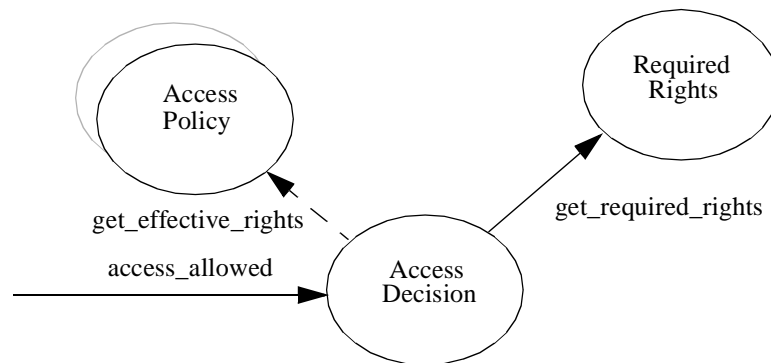 Access
Policy
Required
Rights
get_effective_rights
get_required_rights
access_allowed
Access
Decision